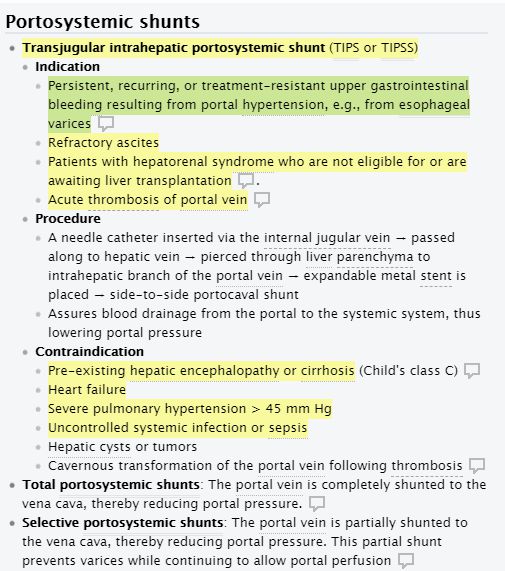 Portosystemic shunts
Transjugular intrahepatic portosystemic shunt (TIPS or TIPSS)
Indication
Persistent, recurring, or treatment-resistant upper gastrointestinal
bleeding resulting from portal hypertension, e.g., from esophageal
varices
Refractory ascites
Patients with hepatorenal syndrome who are not eligible for or are
awaiting liver transplantation .
Acute thrombosis of portal vein
Procedure
A needle catheter inserted via the internal jugular vein → passed
along to hepatic vein → pierced through liver parenchyma to
intrahepatic branch of the portal vein → expandable metal stent is
placed → side-to-side portocaval shunt
Assures blood drainage from the portal to the systemic system, thus
lowering portal pressure
Contraindication
Pre-existing hepatic encephalopathy or cirrhosis (Child's class C)
Heart failure
Severe pulmonary hypertension > 45 mm Hg
Uncontrolled systemic infection or sepsis
Hepatic cysts or tumors
Cavernous transformation of the portal vein following thrombosis
Total portosystemic shunts: The portal vein is completely shunted to the
vena cava, thereby reducing portal pressure.
Selective portosystemic shunts: The portal vein is partially shunted to
the vena cava, thereby reducing portal pressure. This partial shunt
prevents varices while continuing to allow portal perfusion